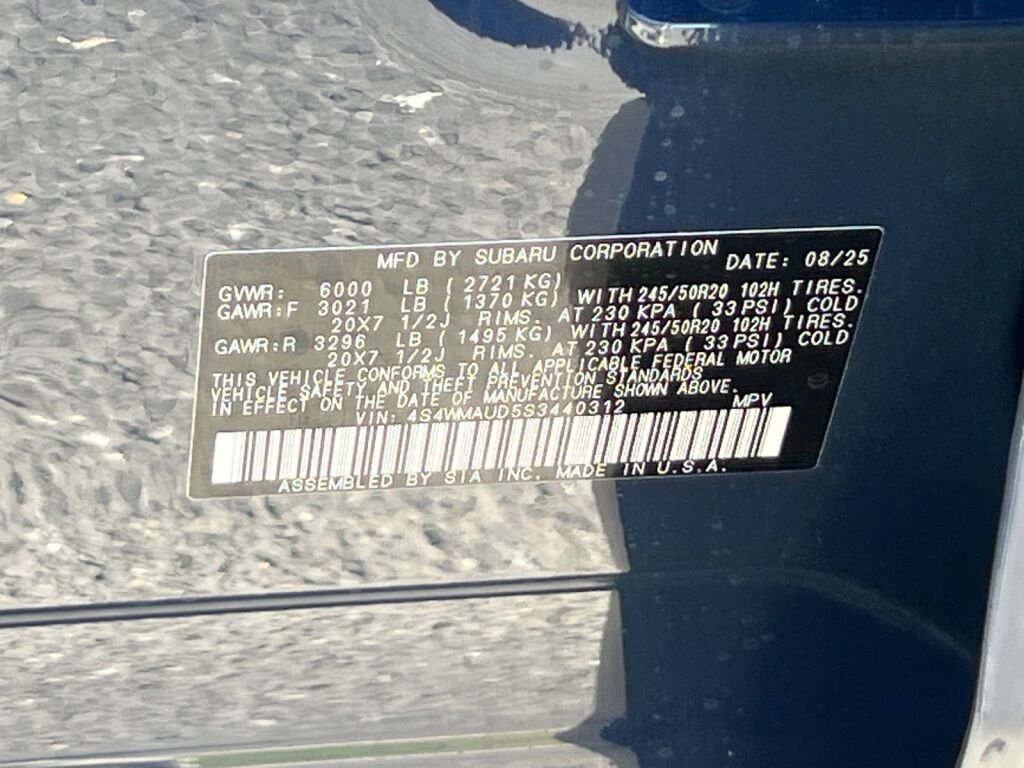 MFD BY SUBARU CORPORATION DATE: 08/25
GVWR: 6000 LB ( 2721 KG)
GAWR:F 3021 LB ( 1370 KG) WITH 245/50R20 102H TIRES.
20X7 1/2J RIMS. AT 230 KPA ( 33 PSI) COLD
GAWR:R 3296 LB ( 1495 KG) WITH 245/50R20 102H TIRES.
20X7 1/2J RIMS. AT 230 KPA ( 33 PSI) COLD
THIS VEHICLE CONFORMS TO ALL APPLICABLE FEDERAL MOTOR
VEHICLE SAFETY AND THEFT PREVENTION STANDARDS
IN EFFECT ON THE DATE OF MANUFACTURE SHOWN ABOVE.
VIN: 4S4WMAUD5S3440312 MPV
ASSEMBLED BY SIA INC. MADE IN U.S.A.